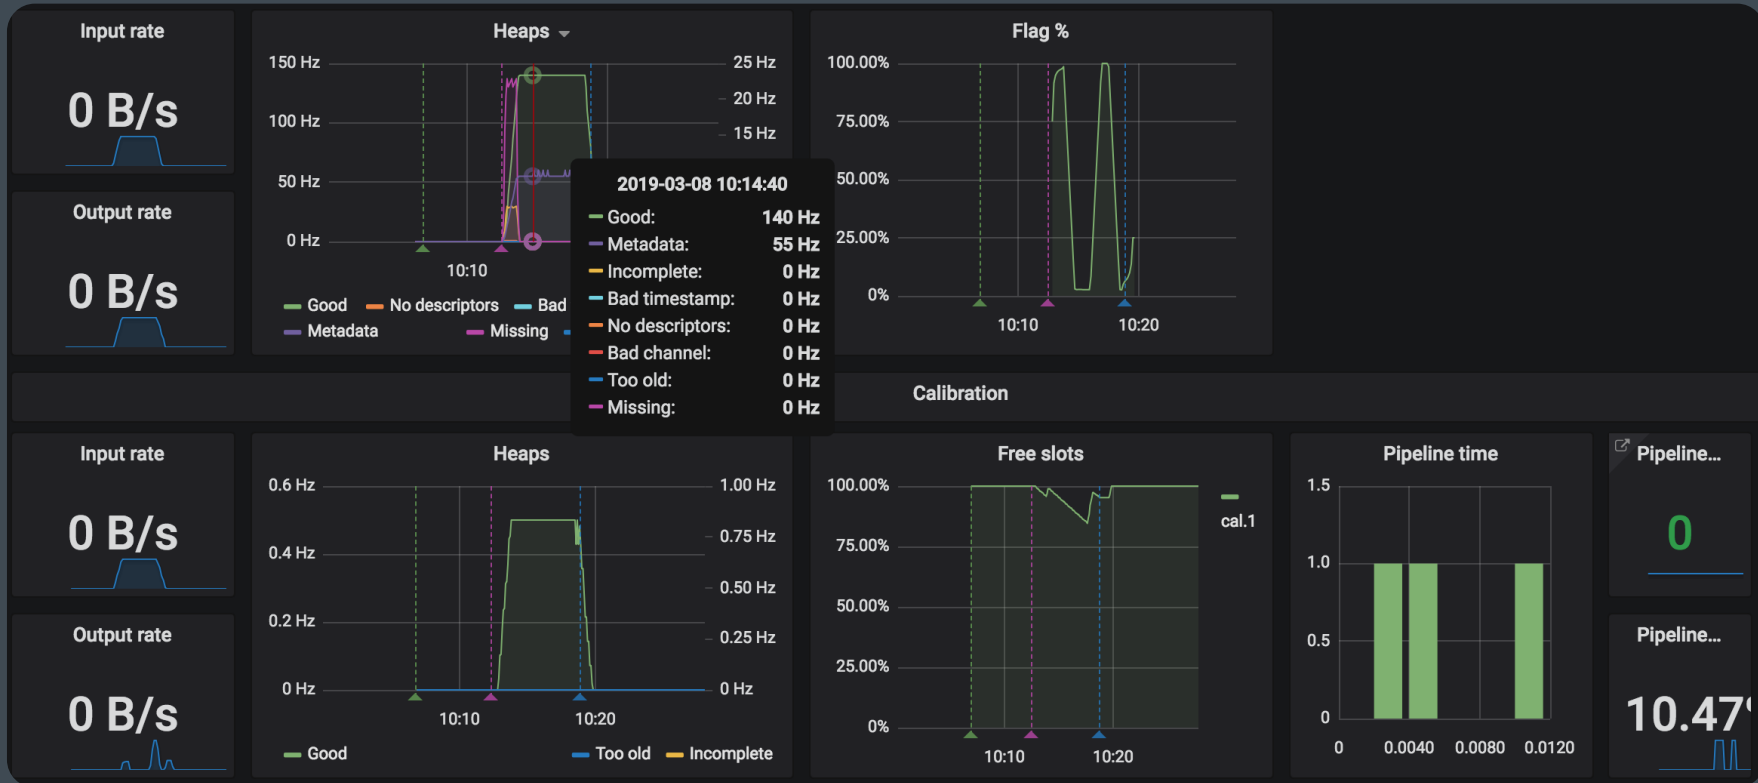 Input rate
0 B/s
Output rate
0 B/s
Heaps
150 Hz
100 Hz
50 Hz
0 Hz
25 Hz
20 Hz
15 Hz
10:10
Good No descriptors Bad
Metadata Missing
2019-03-08 10:14:40
Good: 140 Hz
Metadata: 55 Hz
Incomplete: 0 Hz
Bad timestamp: 0 Hz
No descriptors: 0 Hz
Bad channel: 0 Hz
Too old: 0 Hz
Missing: 0 Hz
Flag %
100.00%
75.00%
50.00%
25.00%
0%
10:10 10:20
Calibration
Input rate
0 B/s
Output rate
0 B/s
Heaps
0.6 Hz
0.4 Hz
0.2 Hz
0 Hz
1.00 Hz
0.75 Hz
0.50 Hz
0.25 Hz
0 Hz
10:10 10:20
Good Too old Incomplete
Free slots
100.00%
75.00%
50.00%
25.00%
0%
10:10 10:20
cal.1
Pipeline time
1.5
1.0
0.5
0
0 0.0040 0.0080 0.0120
Pipeline...
0
Pipeline...
10.47